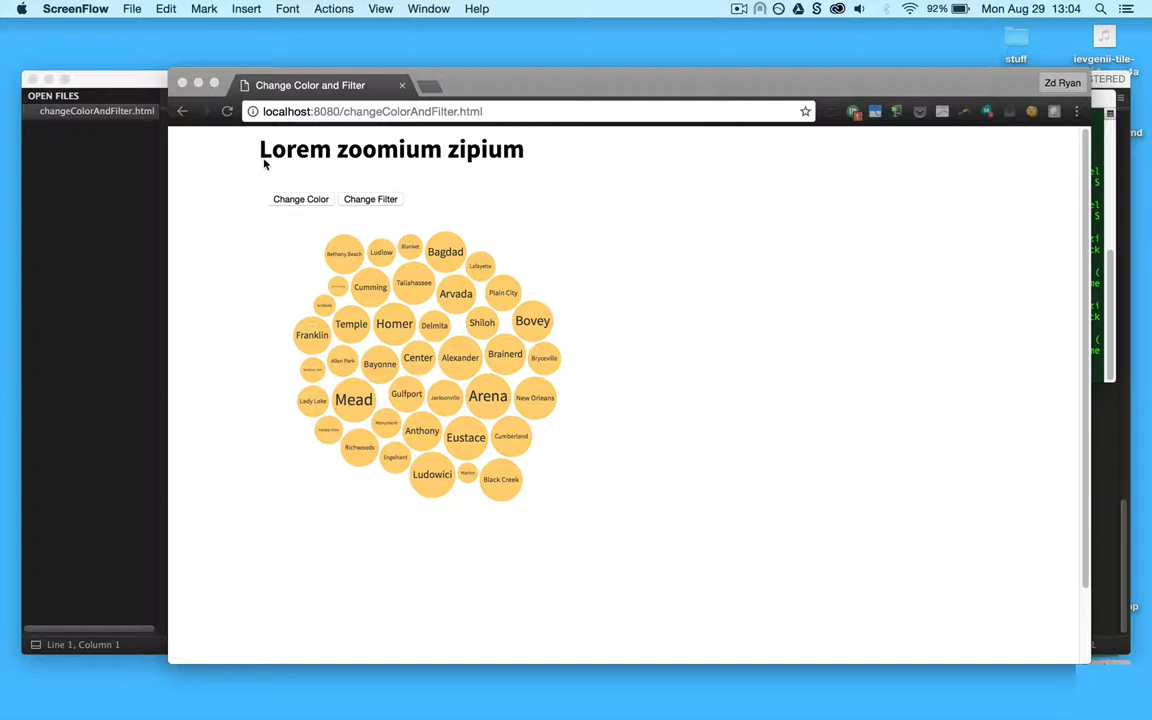 ScreenFlow File Edit Mark Insert Font Actions View Window Help 92% Mon Aug 29 13:04
stuff
ievgenii-tile-
OPEN FILES
changeColorAndFilter.html
Change Color and Filter
Zd Ryan
localhost:8080/changeColorAndFilter.html
Lorem zoomium zipium
Change Color Change Filter
Bethany Beach
Ludlow
Blanket
Bagdad
Lafayette
Cumming
Tallahassee
Arvada
Plain City
Franklin
Temple
Homer
Delmita
Shiloh
Bovey
Allen Park
Bayonne
Center
Alexander
Brainerd
Bryceville
Lady Lake
Mead
Gulfport
Jacksonville
Arena
New Orleans
Monument
Richwoods
Engelhard
Anthony
Eustace
Cumberland
Ludowici
Black Creek
Line 1, Column 1